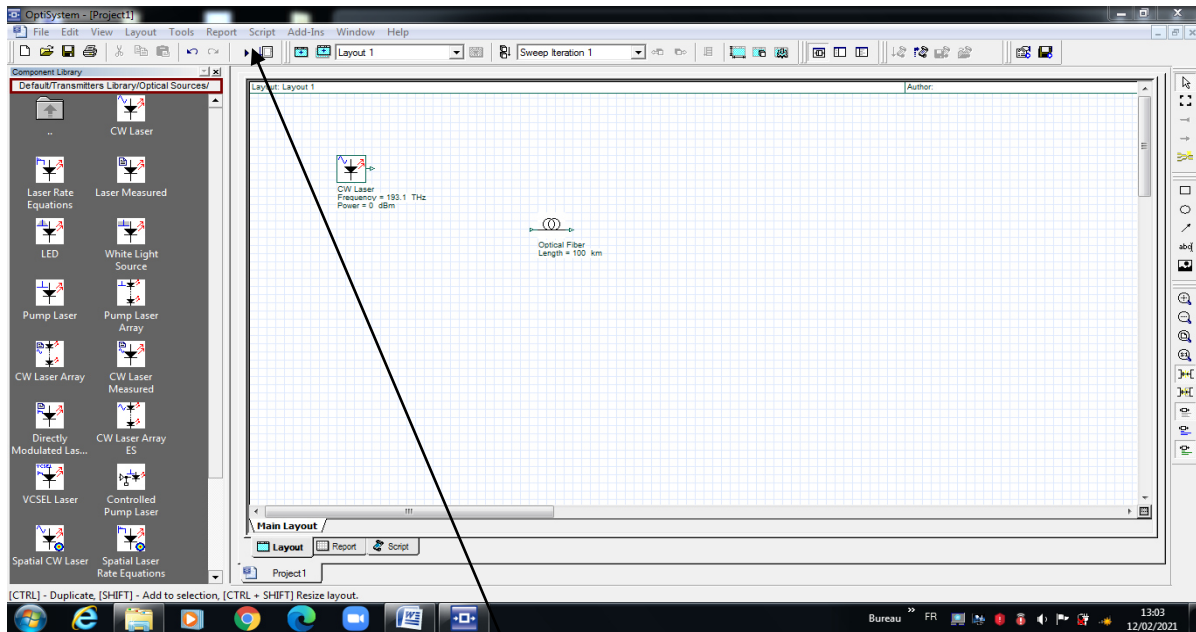 OptiSystem - [Project1]
File Edit View Layout Tools Report Script Add-Ins Window Help
Layout 1
Sweep Iteration 1
Component Library
Default/Transmitters Library/Optical Sources/
..
CW Laser
Laser Rate
Equations
Laser Measured
LED
White Light
Source
Pump Laser
Pump Laser
Array
CW Laser Array
CW Laser
Measured
Directly
Modulated Las...
CW Laser Array
ES
VCSEL Laser
Controlled
Pump Laser
Spatial CW Laser
Spatial Laser
Rate Equations
Layout: Layout 1
Author:
CW Laser
Frequency = 193.1 THz
Power = 0 dBm
Optical Fiber
Length = 100 km
Main Layout
Layout Report Script
Project1
[CTRL] - Duplicate, [SHIFT] - Add to selection, [CTRL + SHIFT] Resize layout.
Bureau
FR
13:03
12/02/2021